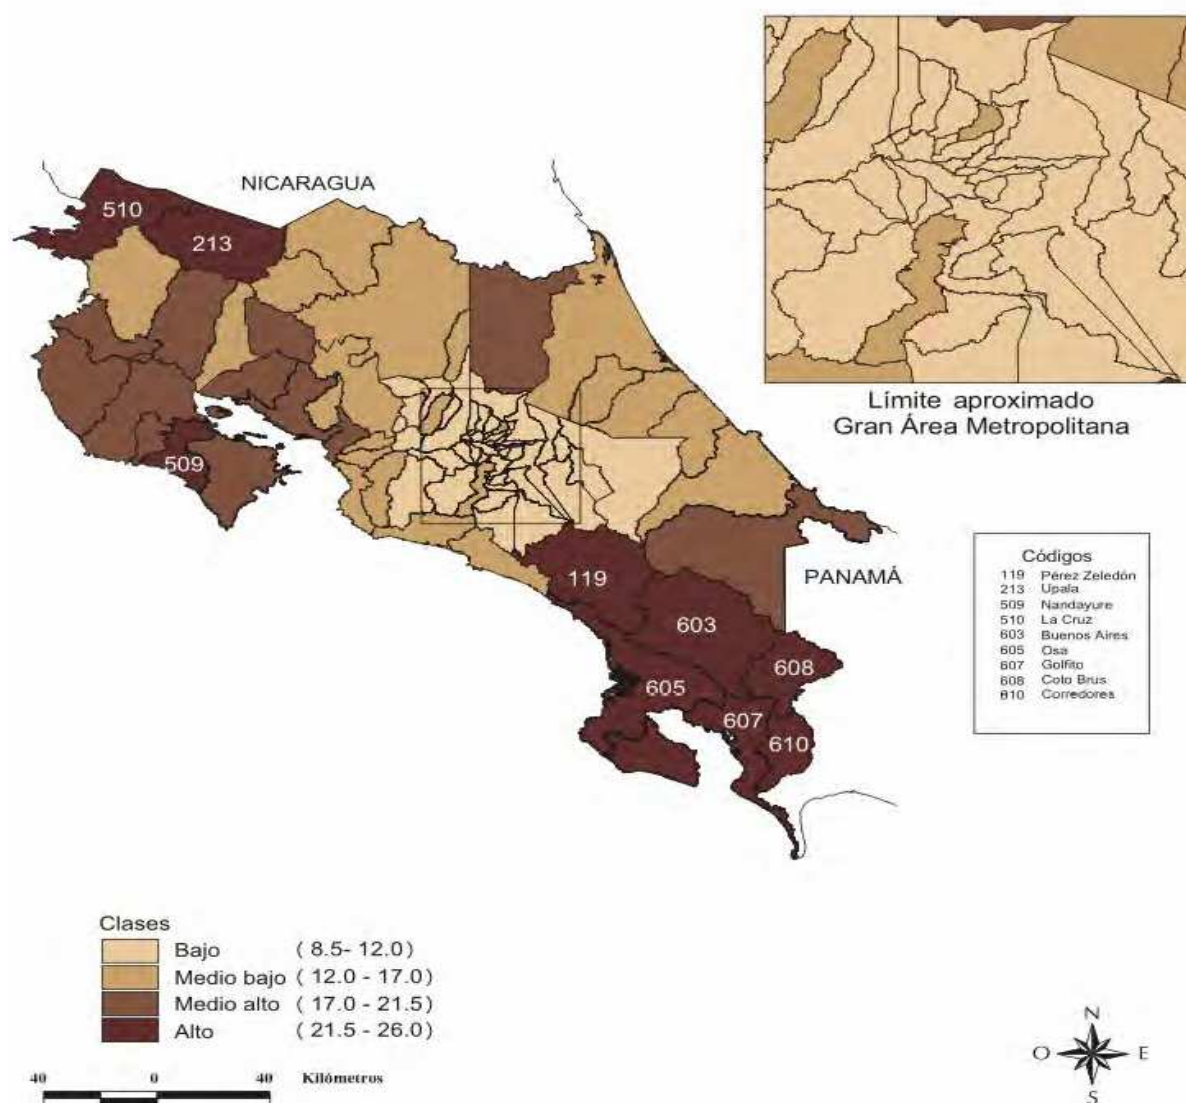 NICARAGUA
510
213
509
119
603
608
605
607
610
PANAMÁ
Límite aproximado
Gran Área Metropolitana
Códigos
119 Pérez Zeledón
213 Upala
509 Nandayure
510 La Cruz
603 Buenos Aires
605 Osa
607 Golfito
608 Coto Brus
610 Corredores
Clases
Bajo ( 8.5- 12.0)
Medio bajo ( 12.0 - 17.0)
Medio alto ( 17.0 - 21.5)
Alto ( 21.5 - 26.0)
40 0 40 Kilómetros
N
O E
S